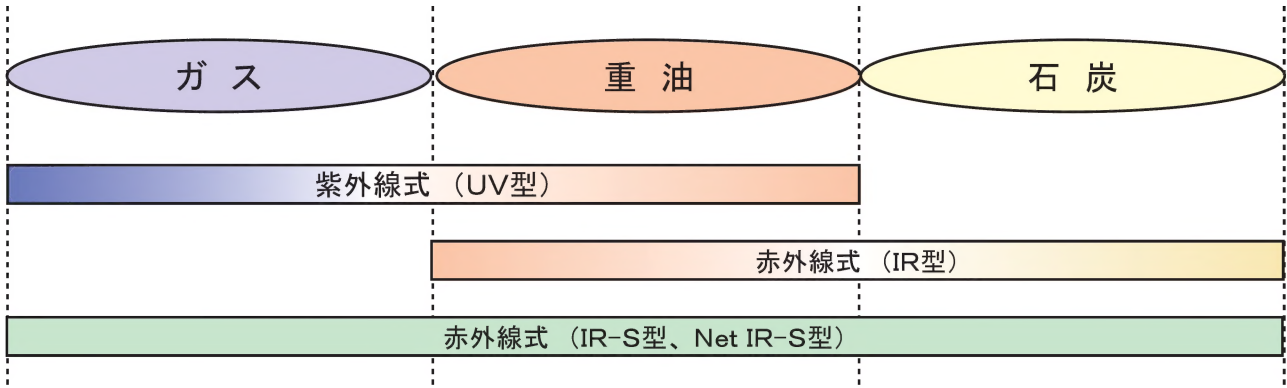 ガス
重油
石炭
紫外線式（UV型）
赤外線式（IR型）
赤外線式（IR-S型、Net IR-S型）